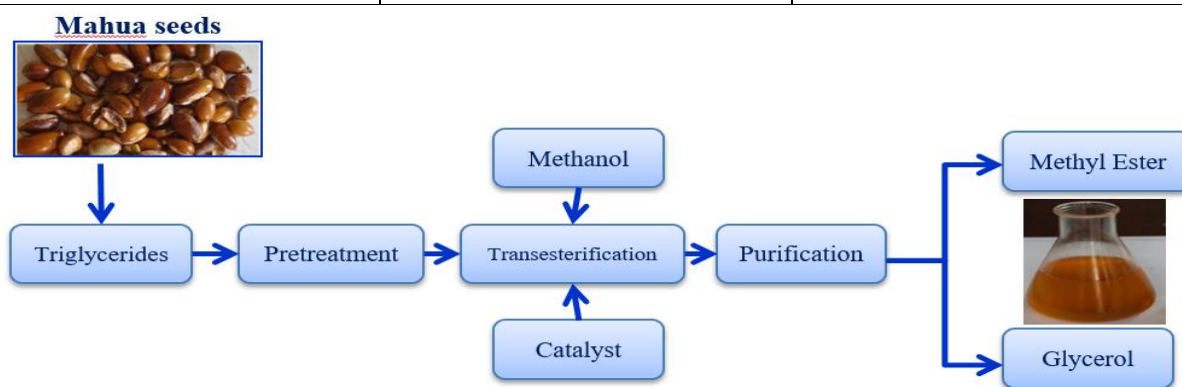 Mahua seeds
Methanol
Methyl Ester
Triglycerides
Pretreatment
Transesterification
Purification
Catalyst
Glycerol